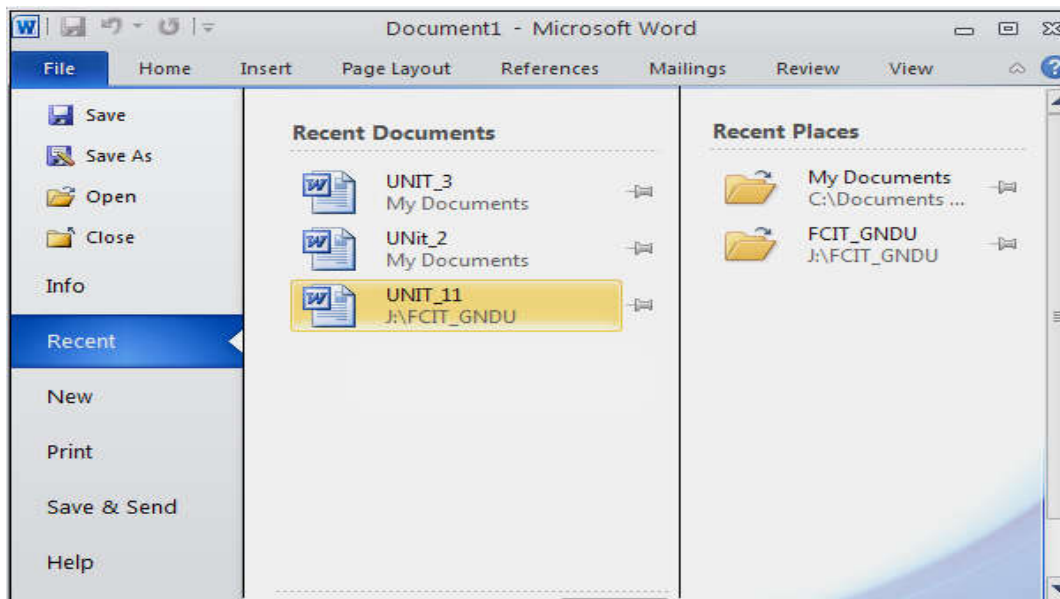 Document1 - Microsoft Word
File Home Insert Page Layout References Mailings Review View
Save
Save As
Open
Close
Info
Recent
New
Print
Save & Send
Help
Recent Documents
UNIT_3
My Documents
UNit_2
My Documents
UNIT_11
J:\FCIT_GNDU
Recent Places
My Documents
C:\Documents ...
FCIT_GNDU
J:\FCIT_GNDU